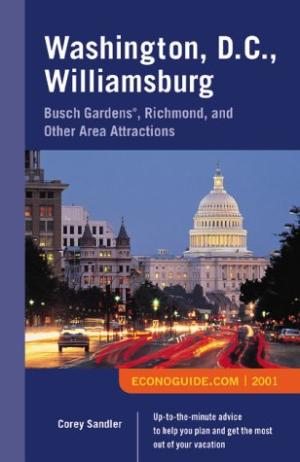 Washington, D.C.,
Williamsburg
Busch Gardens®, Richmond, and
Other Area Attractions
ECONOGUIDE.COM | 2001
Corey Sandler
Up-to-the-minute advice
to help you plan and get the most
out of your vacation